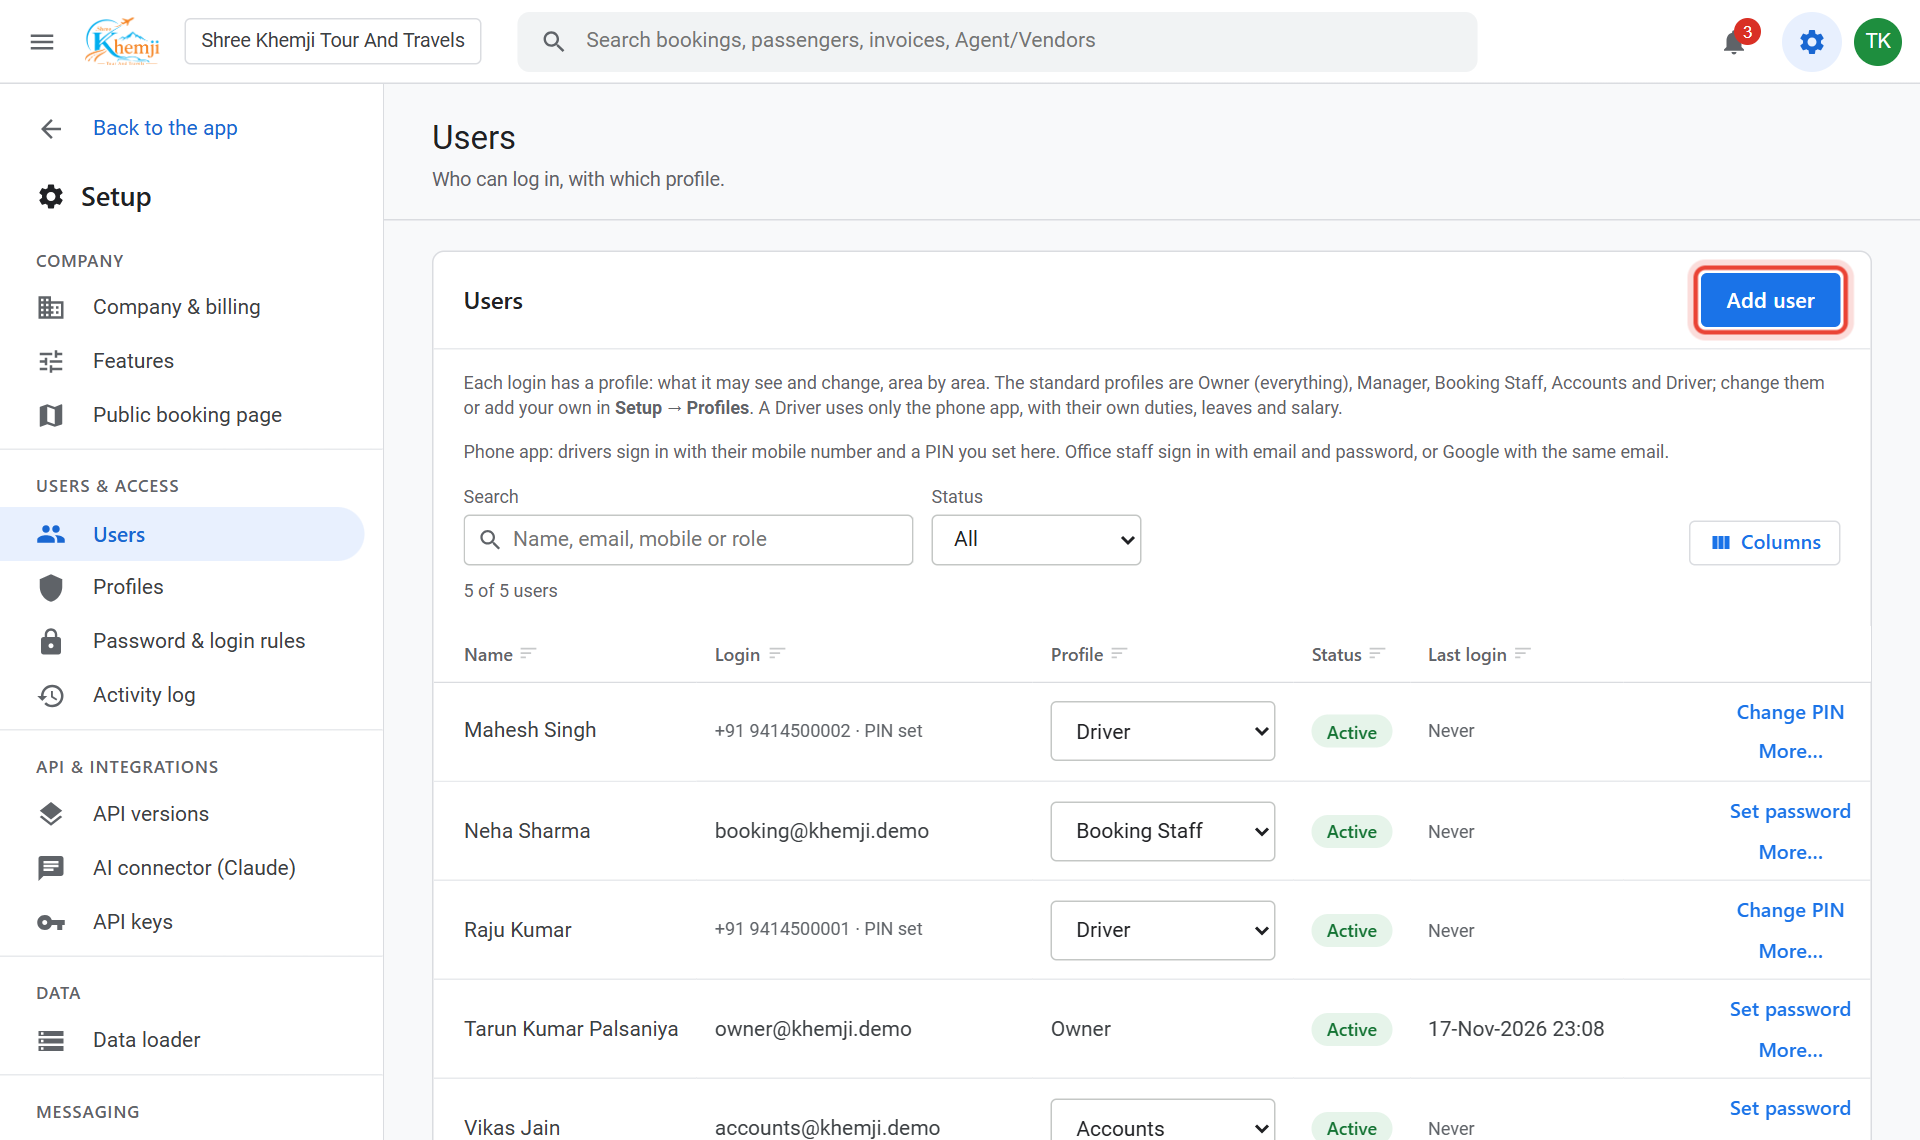 Khemji
Shree Khemji Tour And Travels
Search bookings, passengers, invoices, Agent/Vendors
3
TK
Back to the app
Setup
COMPANY
Company & billing
Features
Public booking page
USERS & ACCESS
Users
Profiles
Password & login rules
Activity log
API & INTEGRATIONS
API versions
AI connector (Claude)
API keys
DATA
Data loader
MESSAGING
Users
Who can log in, with which profile.
Users
Add user
Each login has a profile: what it may see and change, area by area. The standard profiles are Owner (everything), Manager, Booking Staff, Accounts and Driver; change them
or add your own in Setup → Profiles. A Driver uses only the phone app, with their own duties, leaves and salary.
Phone app: drivers sign in with their mobile number and a PIN you set here. Office staff sign in with email and password, or Google with the same email.
Search
Status
Name, email, mobile or role
All
Columns
5 of 5 users
Name Login Profile Status Last login
Mahesh Singh +91 9414500002 · PIN set Driver Active Never Change PIN
More...
Neha Sharma booking@khemji.demo Booking Staff Active Never Set password
More...
Raju Kumar +91 9414500001 · PIN set Driver Active Never Change PIN
More...
Tarun Kumar Palsaniya owner@khemji.demo Owner Active 17-Nov-2026 23:08 Set password
More...
Vikas Jain accounts@khemji.demo Accounts Active Never Set password